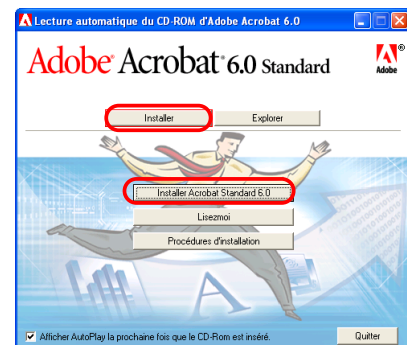 Lecture automatique du CD-ROM d'Adobe Acrobat 6.0
Adobe® Acrobat® 6.0 Standard
Adobe®
Installer
Explorer
Installer Acrobat Standard 6.0
Lisezmoi
Procédures d'installation
Afficher AutoPlay la prochaine fois que le CD-Rom est inséré.
Quitter